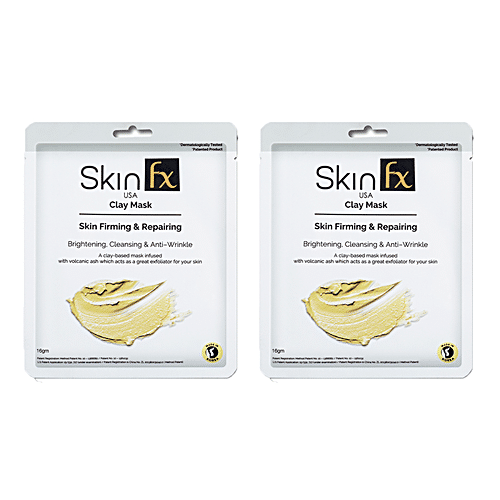 *Dermatologically Tested
*Patented Product
Skin fx
USA
Clay Mask
Skin Firming & Repairing
Brightening, Cleansing & Anti-Wrinkle
A clay-based mask infused
with volcanic ash which acts as a great exfoliator for your skin
16gm
*Dermatologically Tested
*Patented Product
Skin fx
USA
Clay Mask
Skin Firming & Repairing
Brightening, Cleansing & Anti-Wrinkle
A clay-based mask infused
with volcanic ash which acts as a great exfoliator for your skin
16gm